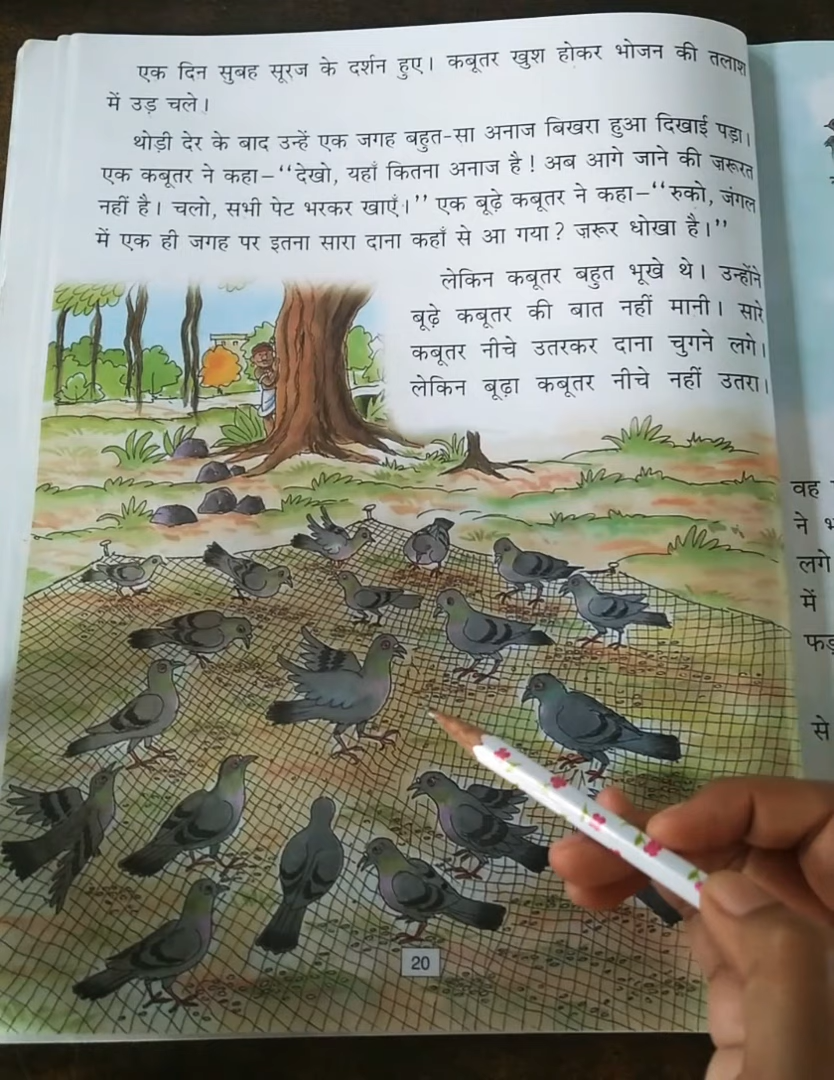 एक दिन सुबह सूरज के दर्शन हुए। कबूतर खुश होकर भोजन की तलाश
में उड़ चले।
थोड़ी देर के बाद उन्हें एक जगह बहुत-सा अनाज बिखरा हुआ दिखाई पड़ा।
एक कबूतर ने कहा–“देखो, यहाँ कितना अनाज है! अब आगे जाने की ज़रूरत
नहीं है। चलो, सभी पेट भरकर खाएँ।” एक बूढ़े कबूतर ने कहा–“रुको, जंगल
में एक ही जगह पर इतना सारा दाना कहाँ से आ गया? ज़रूर धोखा है।”
लेकिन कबूतर बहुत भूखे थे। उन्होंने
बूढ़े कबूतर की बात नहीं मानी। सारे
कबूतर नीचे उतरकर दाना चुगने लगे।
लेकिन बूढ़ा कबूतर नीचे नहीं उतरा।
20
वह
ने
लगे
में
से